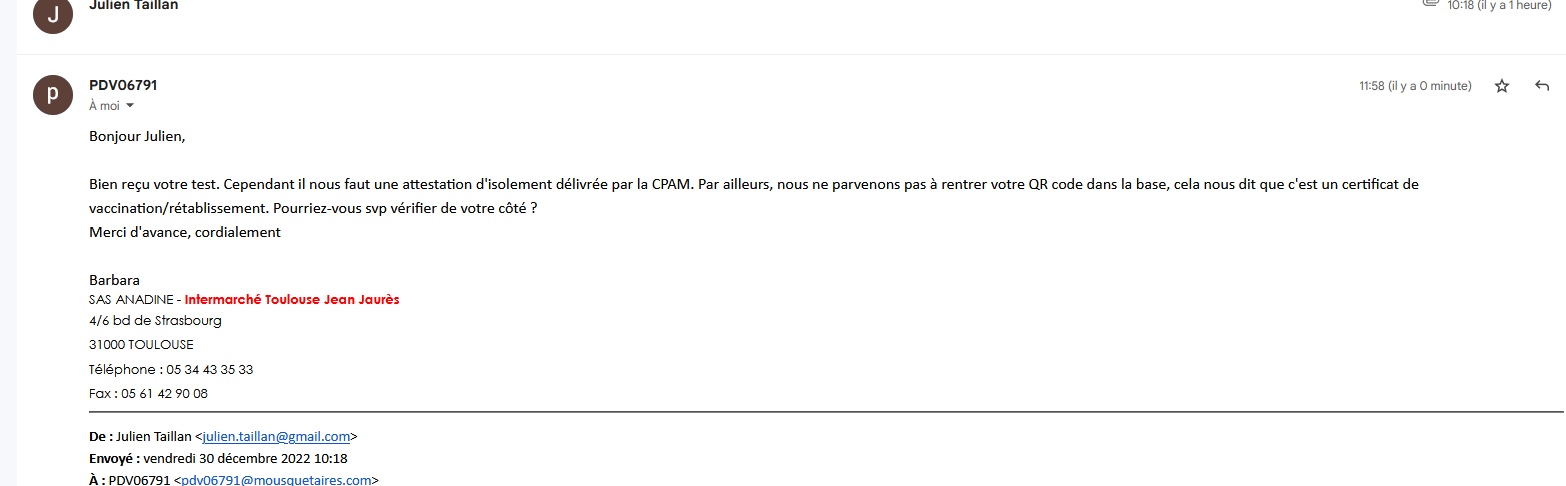 J
Julien Taillan
10:18 (il y a 1 heure)
p
PDV06791
11:58 (il y a 0 minute)
À moi
Bonjour Julien,
Bien reçu votre test. Cependant il nous faut une attestation d'isolement délivrée par la CPAM. Par ailleurs, nous ne parvenons pas à rentrer votre QR code dans la base, cela nous dit que c'est un certificat de
vaccination/rétablissement. Pourriez-vous svp vérifier de votre côté ?
Merci d'avance, cordialement
Barbara
SAS ANADINE - Intermarché Toulouse Jean Jaurès
4/6 bd de Strasbourg
31000 TOULOUSE
Téléphone : 05 34 43 35 33
Fax : 05 61 42 90 08
De : Julien Taillan <julien.taillan@gmail.com>
Envoyé : vendredi 30 décembre 2022 10:18
À : PDV06791 <pdv06791@mousquetaires.com>